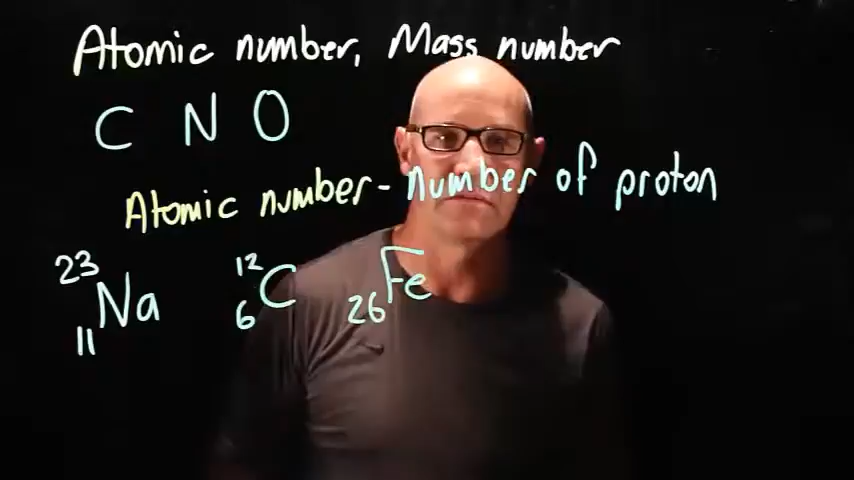 Atomic number, Mass number
C N O
Atomic number - number of proton
23 Na 11 12 C 6 26 Fe